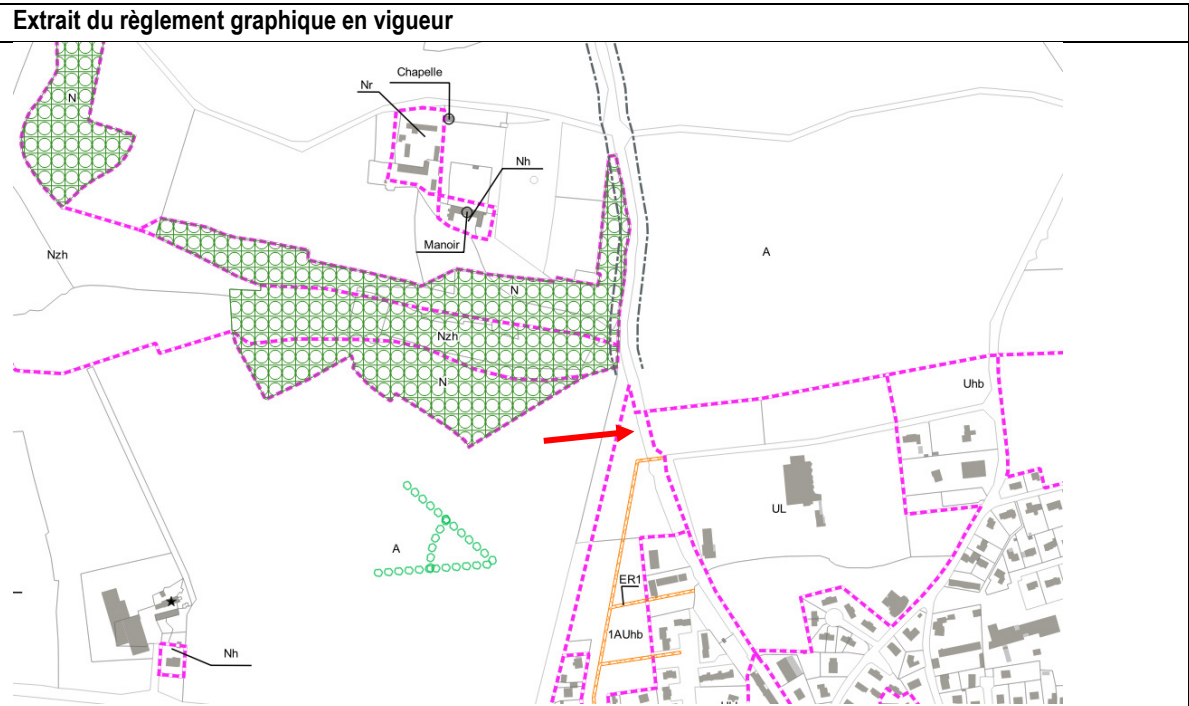 Extrait du règlement graphique en vigueur
Chapelle
Nr
N
Nh
Manoir
Nzh
A
N
Nzh
N
Uhb
UL
A
ER1
1AUhb
Nh